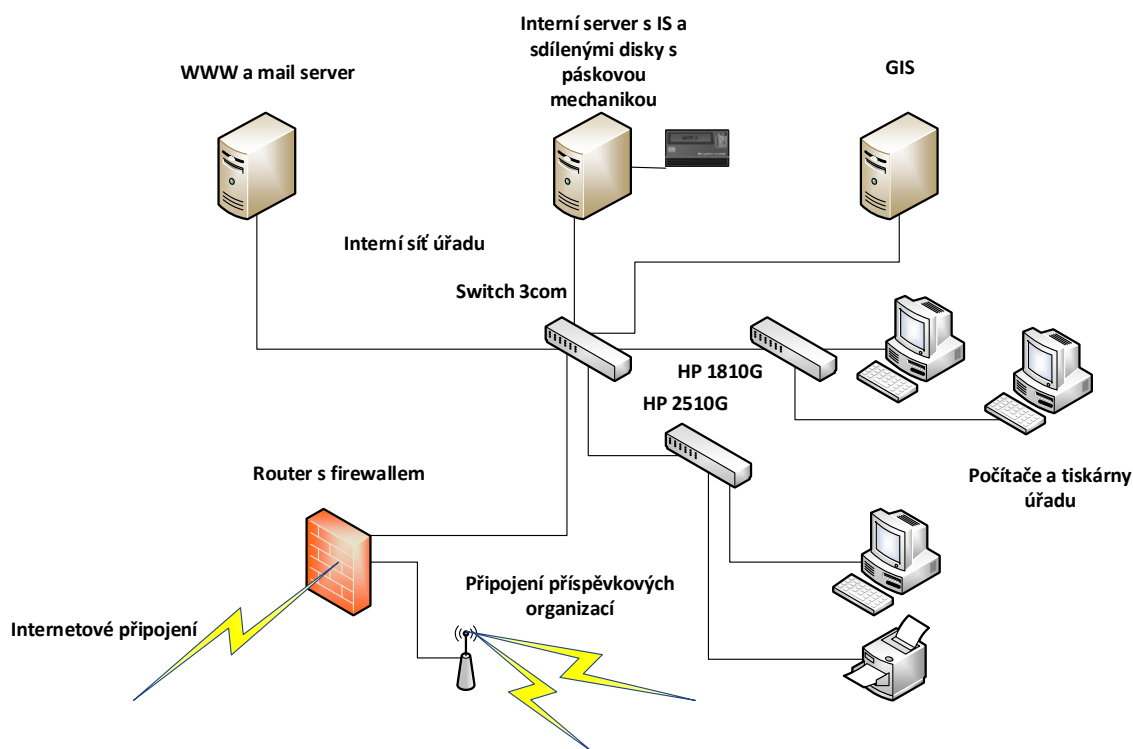 Interní server s IS a
sdílenými disky s
páskovou
mechanikou
WWW a mail server
GIS
Interní síť úřadu
Switch 3com
HP 1810G
HP 2510G
Router s firewallem
Počítače a tiskárny
úřadu
Připojení příspěvkových
organizací
Internetové připojení